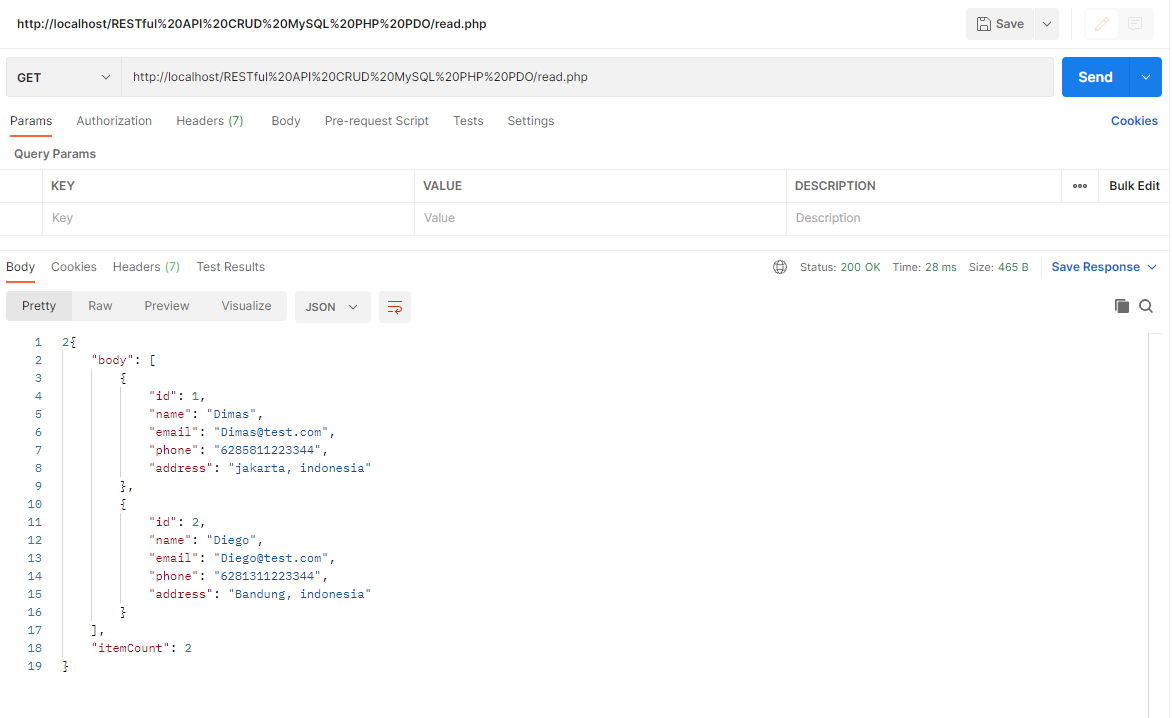 http://localhost/RESTful%20API%20CRUD%20MySQL%20PHP%20PDO/read.php Save
GET http://localhost/RESTful%20API%20CRUD%20MySQL%20PHP%20PDO/read.php Send
Params Authorization Headers (7) Body Pre-request Script Tests Settings Cookies
Query Params
KEY VALUE DESCRIPTION ooo Bulk Edit
Key Value Description
Body Cookies Headers (7) Test Results Status: 200 OK Time: 28 ms Size: 465 B Save Response
Pretty Raw Preview Visualize JSON
1 2{
2 "body": [
3 {
4 "id": 1,
5 "name": "Dimas",
6 "email": "Dimas@test.com",
7 "phone": "6285811223344",
8 "address": "jakarta, indonesia"
9 },
10 {
11 "id": 2,
12 "name": "Diego",
13 "email": "Diego@test.com",
14 "phone": "6281311223344",
15 "address": "Bandung, indonesia"
16 }
17 ],
18 "itemCount": 2
19 }